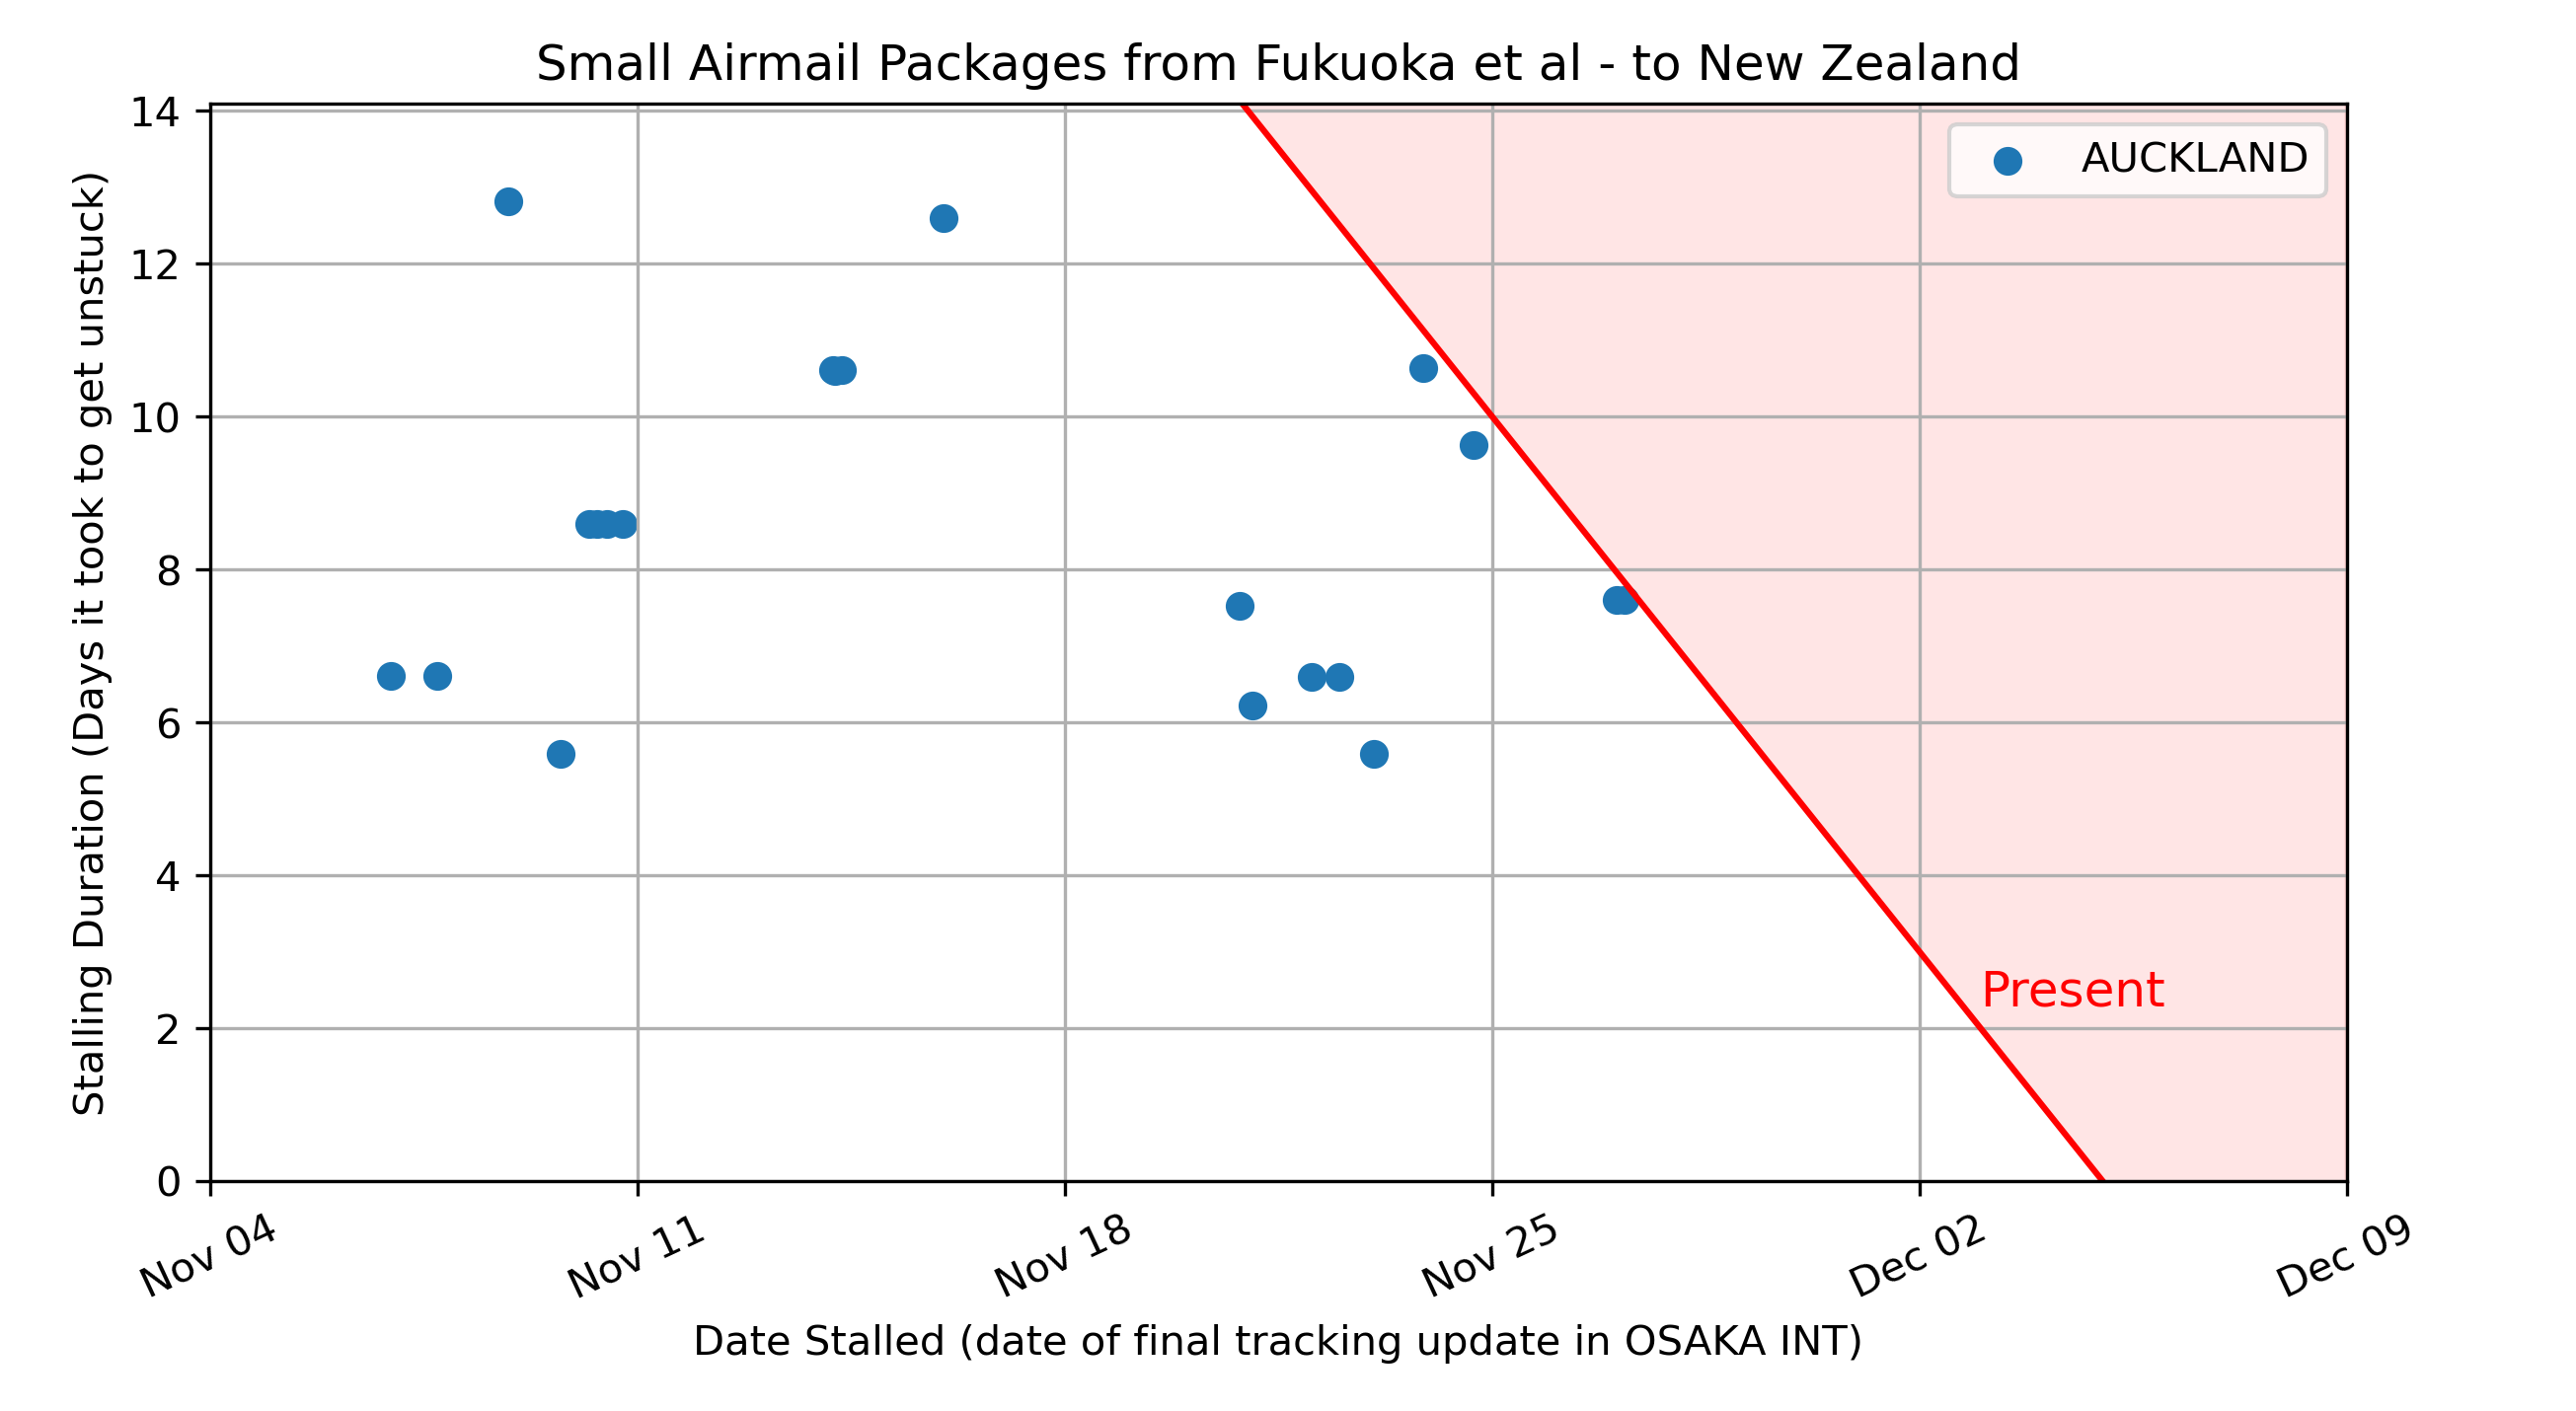 Small Airmail Packages from Fukuoka et al - to New Zealand
Stalling Duration (Days it took to get unstuck)
14
12
10
8
6
4
2
0
AUCKLAND
Present
Nov 04
Nov 11
Nov 18
Nov 25
Dec 02
Dec 09
Date Stalled (date of final tracking update in OSAKA INT)